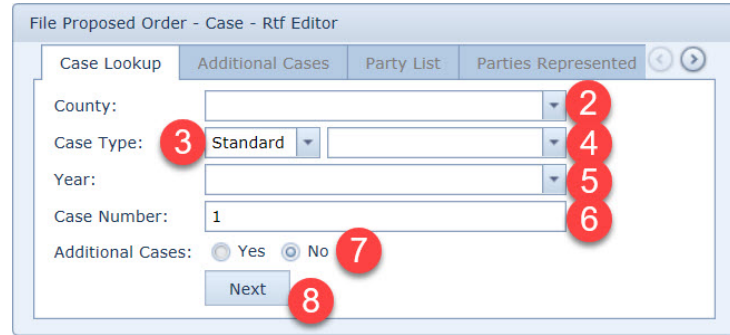 File Proposed Order - Case - Rtf Editor
Case Lookup Additional Cases Party List Parties Represented
County: 2
Case Type: 3 Standard 4
Year: 5
Case Number: 1 6
Additional Cases: Yes No 7
Next 8